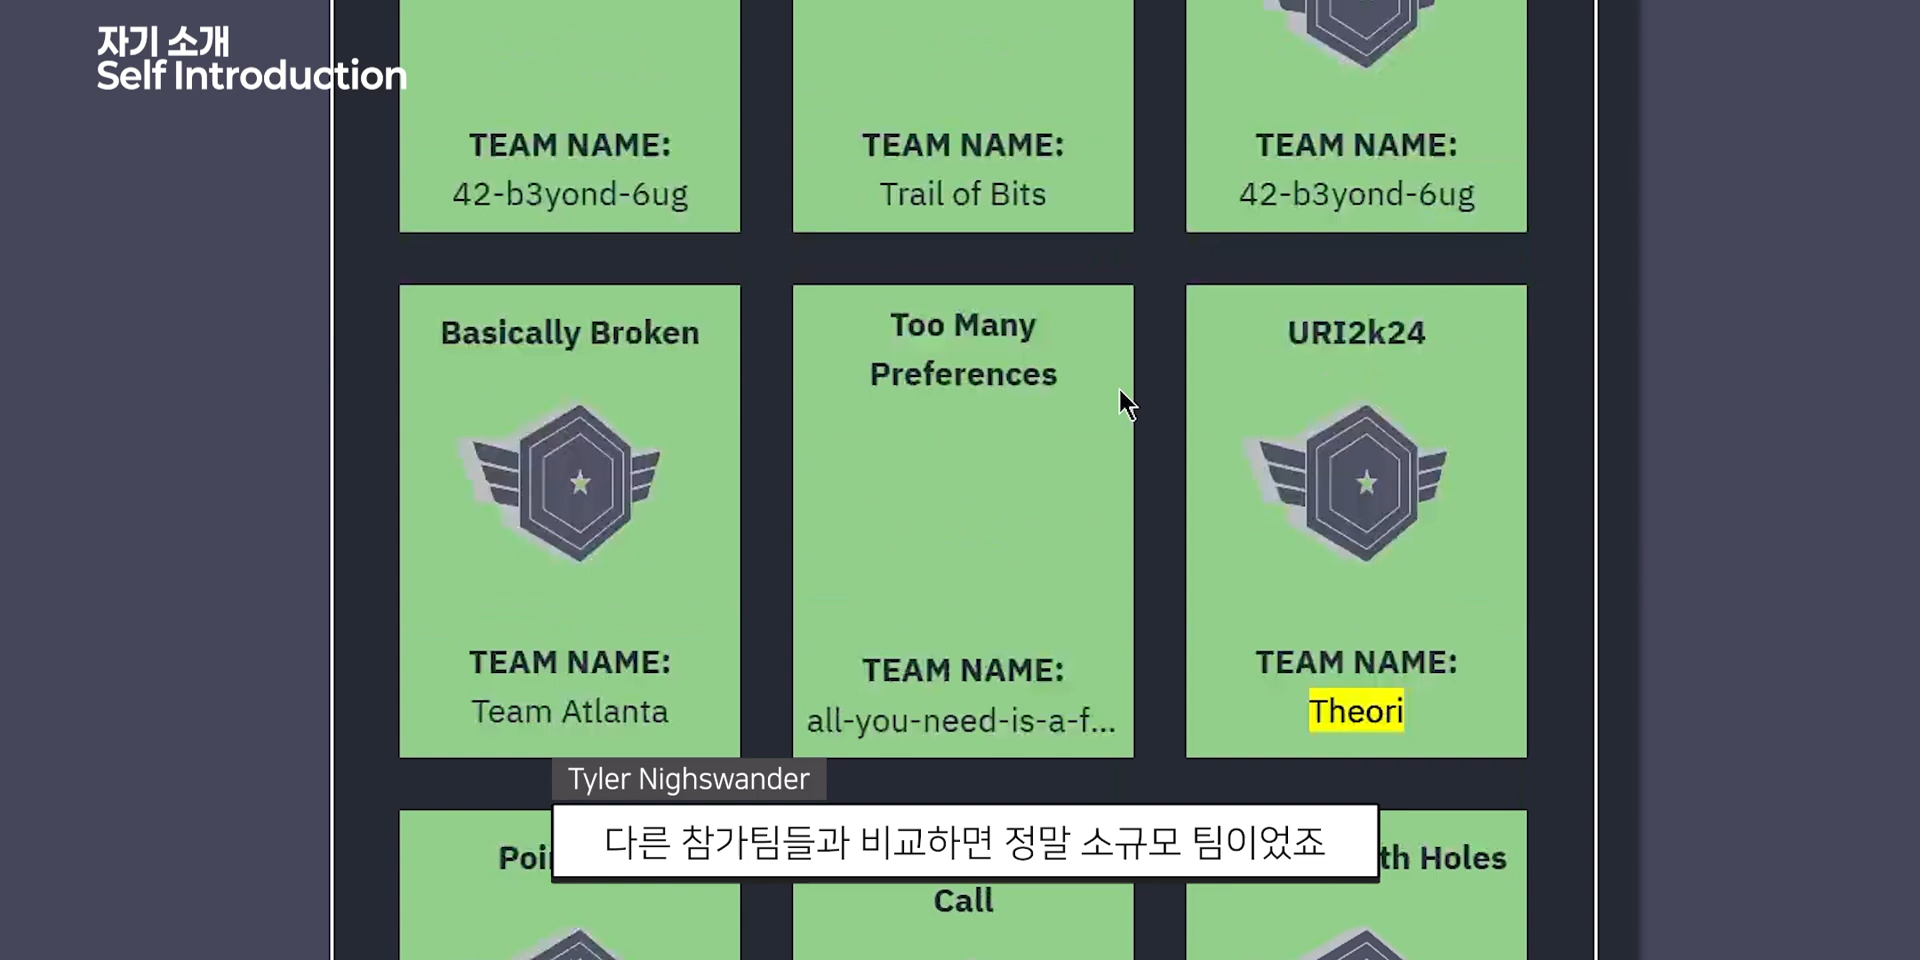 자기 소개
Self Introduction
TEAM NAME:
42-b3yond-6ug
TEAM NAME:
Trail of Bits
TEAM NAME:
42-b3yond-6ug
Basically Broken
TEAM NAME:
Team Atlanta
Too Many
Preferences
TEAM NAME:
all-you-need-is-a-f...
URI2k24
TEAM NAME:
Theori
Tyler Nighswander
다른 참가팀들과 비교하면 정말 소규모 팀이었죠
Call
Holes